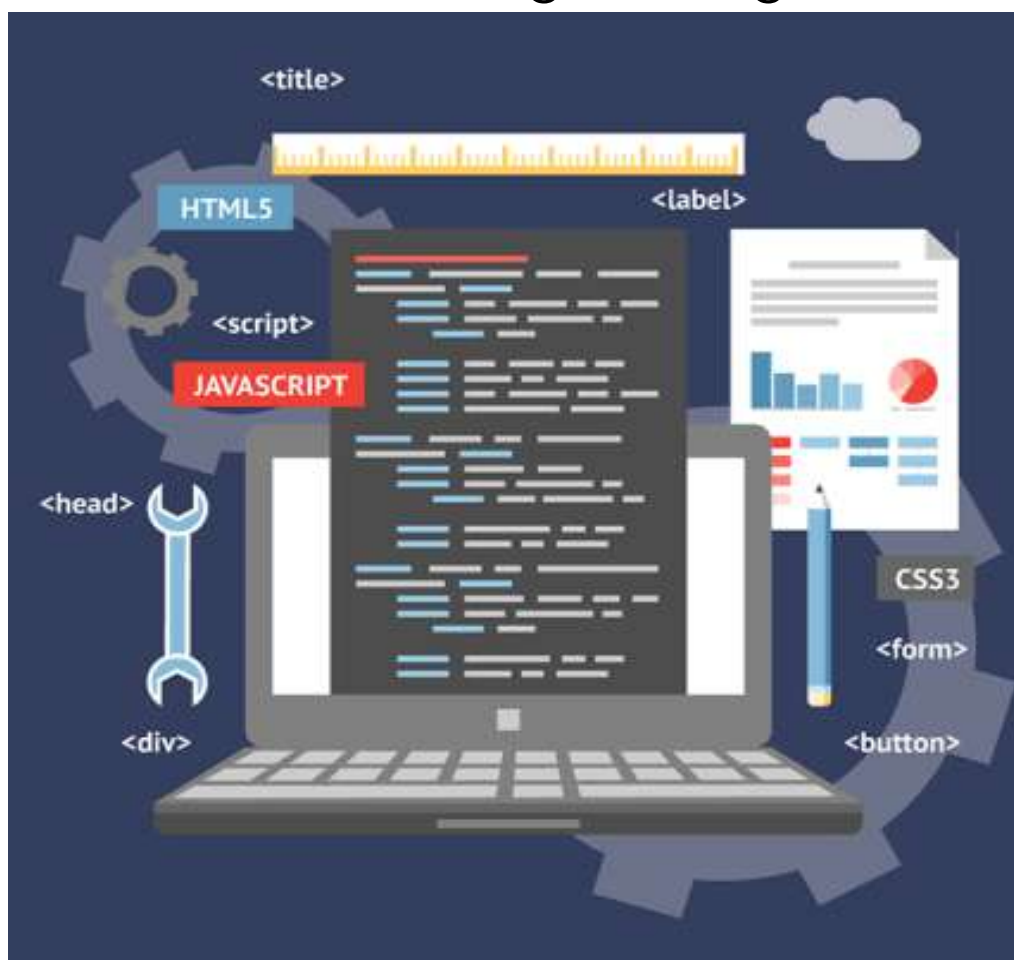 <title>
<label>
HTML5
<script>
JAVASCRIPT
<head>
CSS3
<form>
<div>
<button>